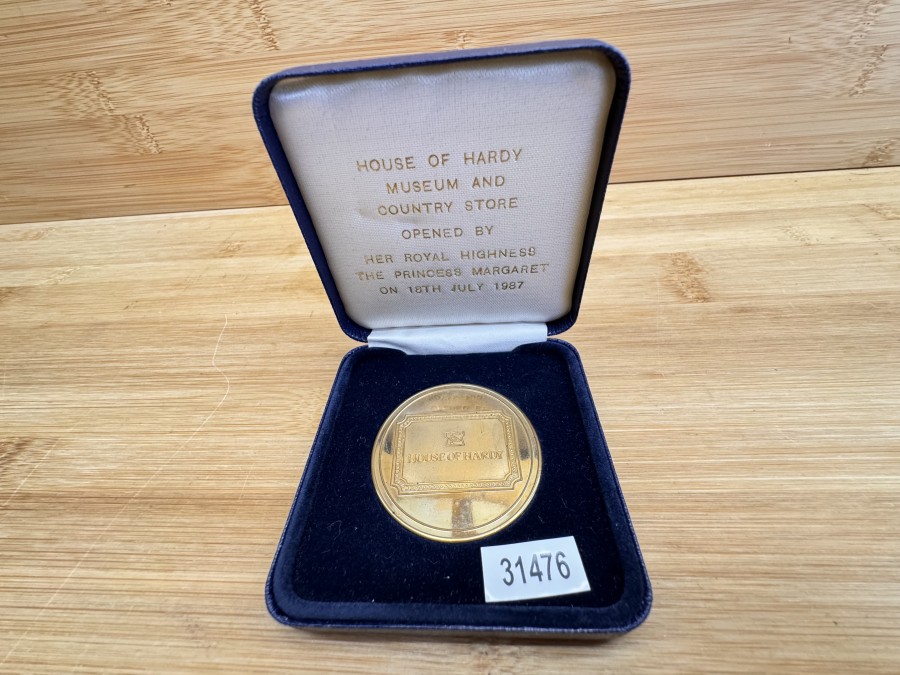 HOUSE OF HARDY
MUSEUM AND
COUNTRY STORE
OPENED BY
HER ROYAL HIGHNESS
THE PRINCESS MARGARET
ON 18TH JULY 1987
HOUSE OF HARDY
31476